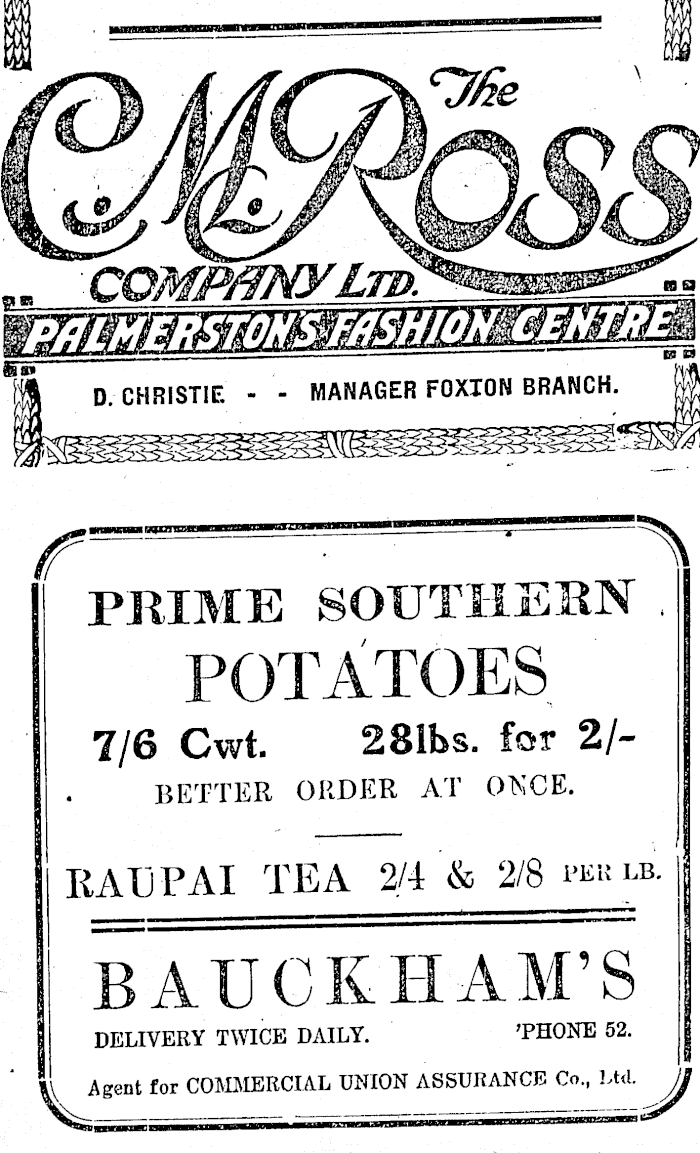 The
C. M. Ross Co.
COMPANY LTD.
PALMERSTON'S FASHION CENTRE
D. CHRISTIE - - MANAGER FOXTON BRANCH.
PRIME SOUTHERN
POTATOES
7/6 Cwt. 28lbs. for 2/-
BETTER ORDER AT ONCE.
RAUPAI TEA 2/4 & 2/8 PER LB.
BAUCKHAM'S
DELIVERY TWICE DAILY. 'PHONE 52.
Agent for COMMERCIAL UNION ASSURANCE Co., Ltd.